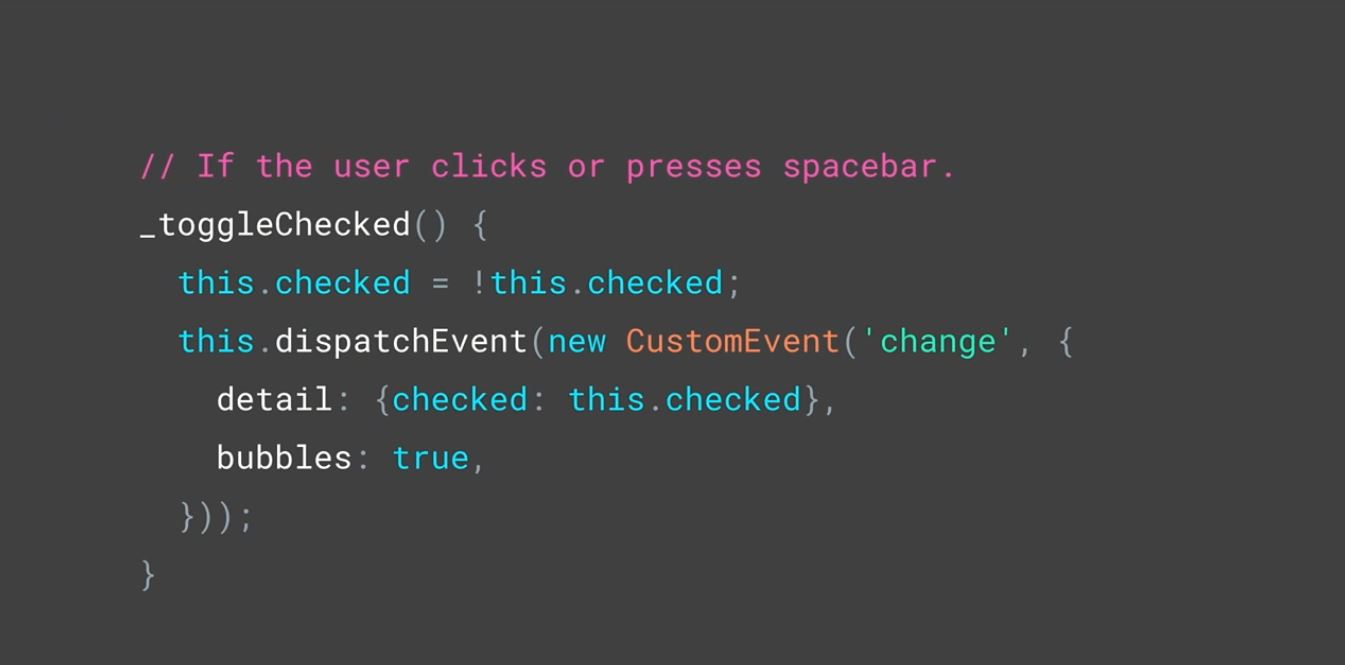 // If the user clicks or presses spacebar.
_toggleChecked() {
  this.checked = !this.checked;
  this.dispatchEvent(new CustomEvent('change', {
    detail: {checked: this.checked},
    bubbles: true,
  }));
}